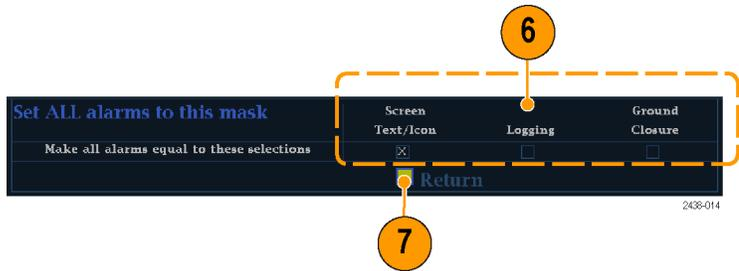 6
Set ALL alarms to this mask
Screen Text/Icon
Logging
Ground Closure
Make all alarms equal to these selections
Return
2438-014
7